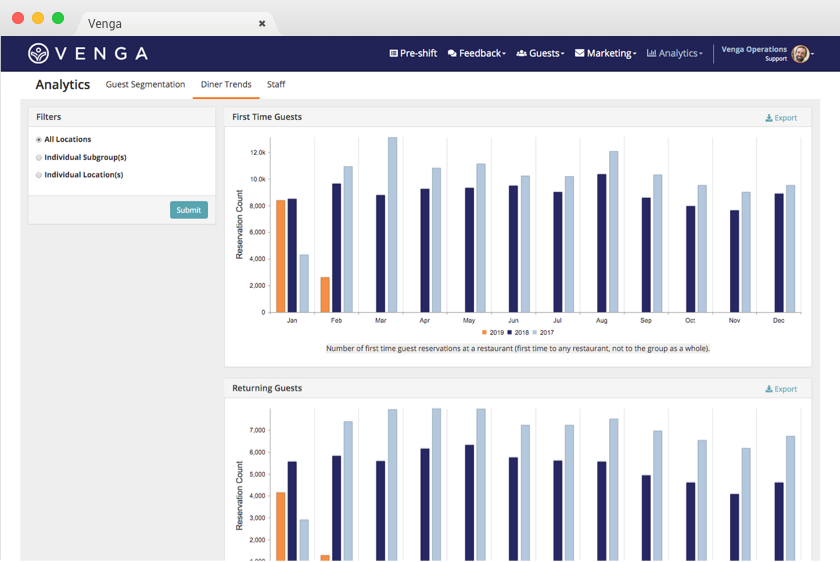 Venga
VENGA
Pre-shift Feedback Guests Marketing Analytics Venga Operations
Support
Analytics Guest Segmentation Diner Trends Staff
Filters
All Locations
Individual Subgroup(s)
Individual Location(s)
Submit
First Time Guests Export
Reservation Count
12.0k
10.0k
8,000
6,000
4,000
2,000
0
Jan Feb Mar Apr May Jun Jul Aug Sep Oct Nov Dec
2019 2018 2017
Number of first time guest reservations at a restaurant (first time to any restaurant, not to the group as a whole).
Returning Guests Export
Reservation Count
7,000
6,000
5,000
4,000
3,000
2,000
1,000